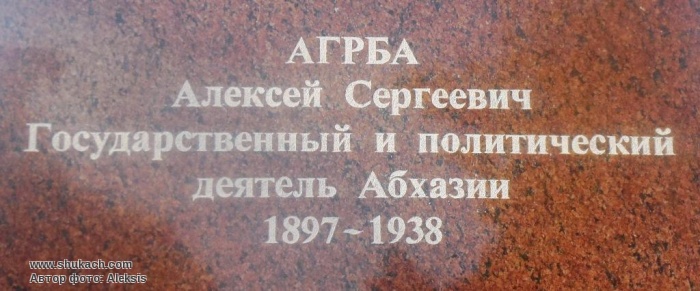 АГРБА
Алексей Сергеевич
Государственный и политический
деятель Абхазии
1897~1938
www.shukach.com
Автор фото: Aleksis